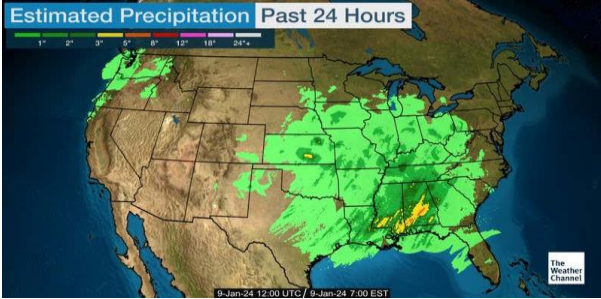 Estimated Precipitation Past 24 Hours
1" 2" 3" 5" 8" 12" 18" 24"+
The
Weather
Channel
9-Jan-24 12:00 UTC / 9-Jan-24 7:00 EST